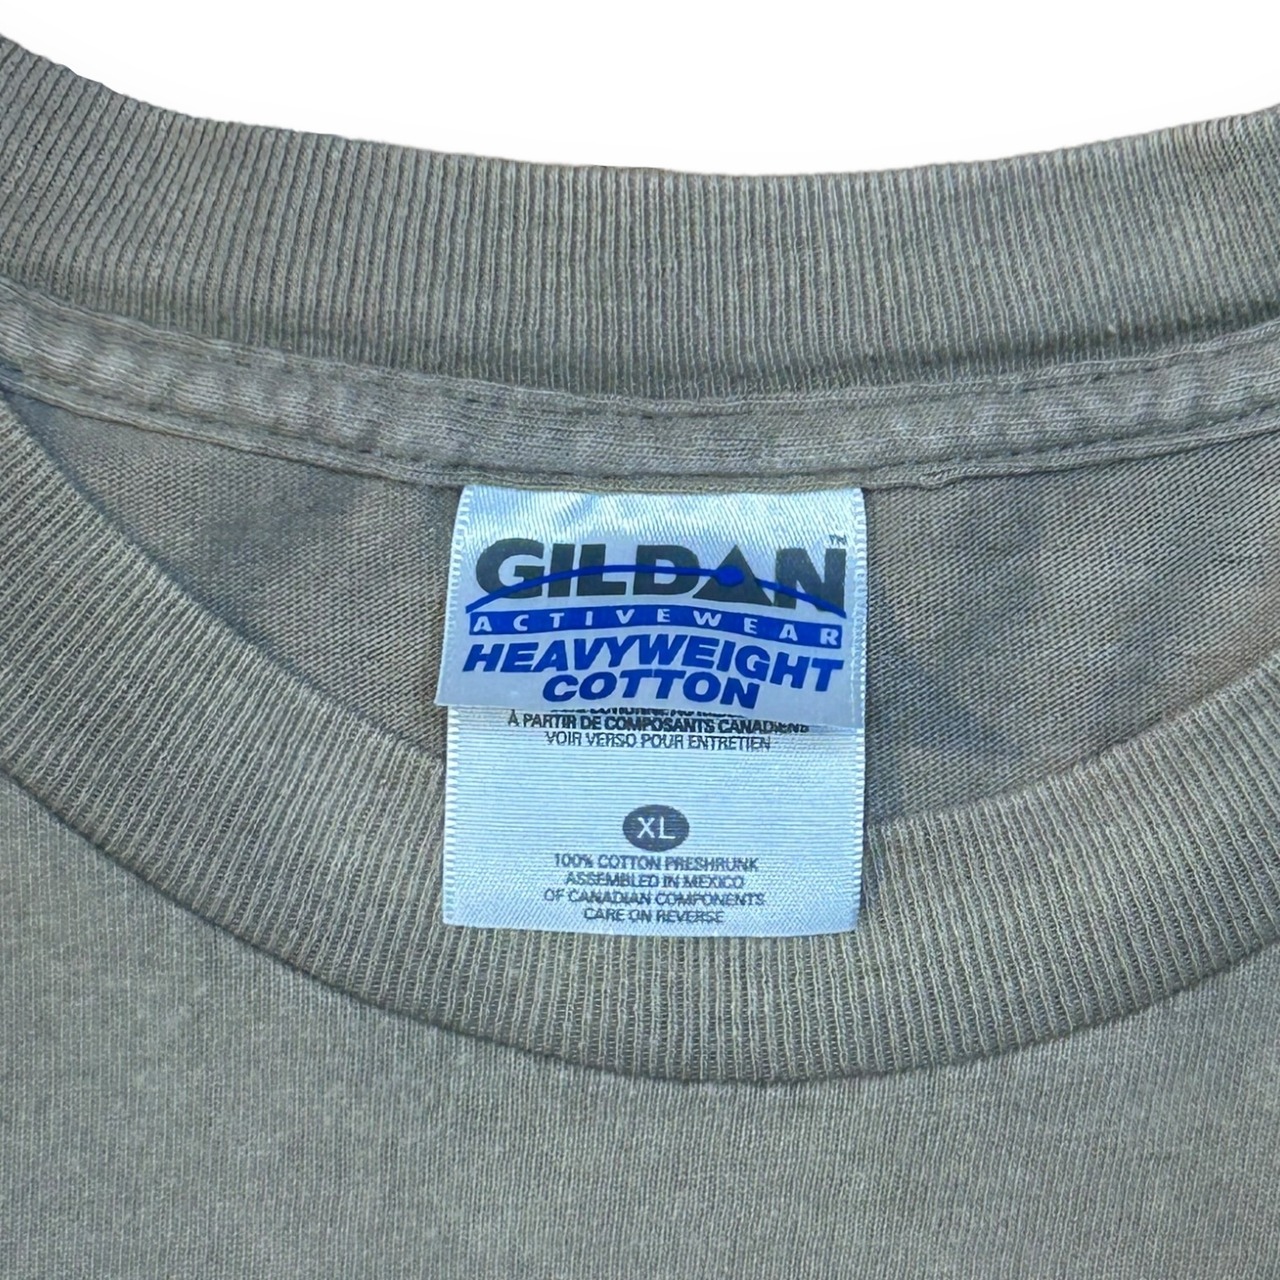 GILDAN™
ACTIVEWEAR
HEAVYWEIGHT
COTTON
À PARTIR DE COMPOSANTS CANADIENS
VOIR VERSO POUR ENTRETIEN
XL
100% COTTON PRESHRUNK
ASSEMBLED IN MEXICO
OF CANADIAN COMPONENTS
CARE ON REVERSE